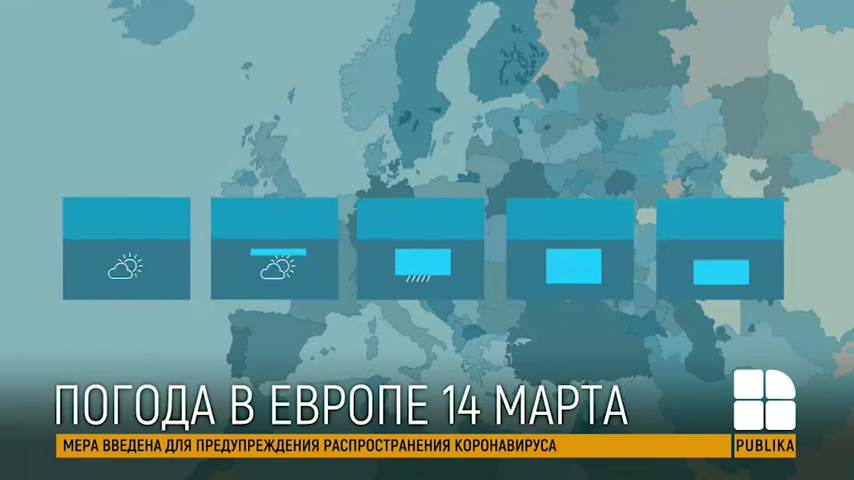 ПОГОДА В ЕВРОПЕ 14 МАРТА
МЕРА ВВЕДЕНА ДЛЯ ПРЕДУПРЕЖДЕНИЯ РАСПРОСТРАНЕНИЯ КОРОНАВИРУСА
PUBLIKA